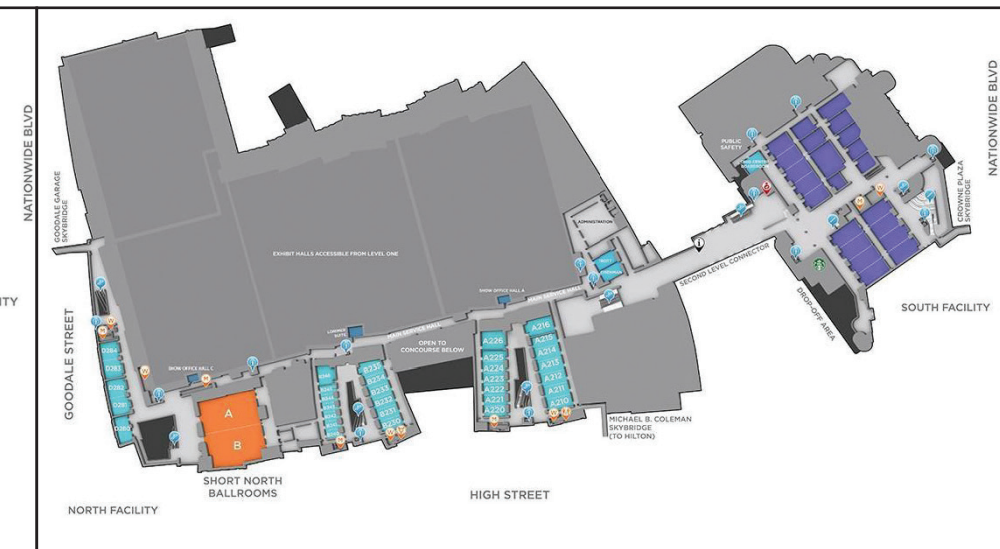 NATIONWIDE BLVD
ITY
GOODALE GARAGE
SKYBRIDGE
GOODALE STREET
D284
D283
D282
D281
D280
SHOW OFFICE HALL C
A
B
SHORT NORTH
BALLROOMS
NORTH FACILITY
EXHIBIT HALLS ACCESSIBLE FROM LEVEL ONE
MAIN SERVICE HALL
OPEN TO
CONCOURSE BELOW
B235
B234
B233
B232
B231
B230
SHOW OFFICE HALL A
MAIN SERVICE HALL
A226
A225
A224
A223
A222
A221
A220
A216
A215
A214
A213
A212
A211
A210
HIGH STREET
MICHAEL B. COLEMAN
SKYBRIDGE
(TO HILTON)
ADMINISTRATION
SECOND LEVEL CONNECTOR
PUBLIC
SAFETY
M
W
DROP-OFF AREA
CROWNE PLAZA
SKYBRIDGE
NATIONWIDE BLVD
SOUTH FACILITY